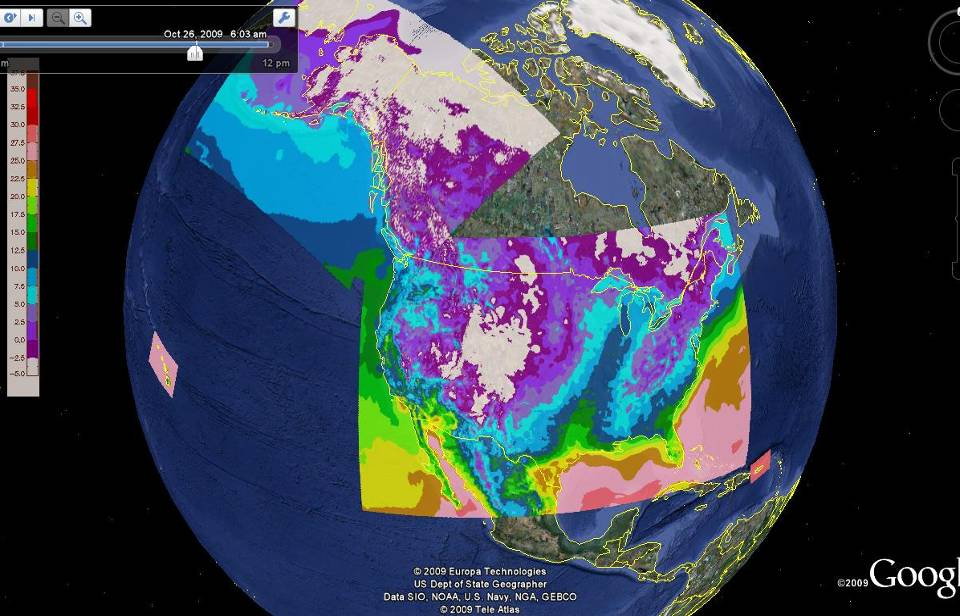 Oct 26, 2009 6:03 am
m
12 pm
35.0
32.5
30.0
27.5
25.0
22.5
20.0
17.5
15.0
12.5
10.0
7.5
5.0
2.5
0.0
-2.5
-5.0
© 2009 Europa Technologies
US Dept of State Geographer
Data SIO, NOAA, U.S. Navy, NGA, GEBCO
© 2009 Tele Atlas
©2009 Googl